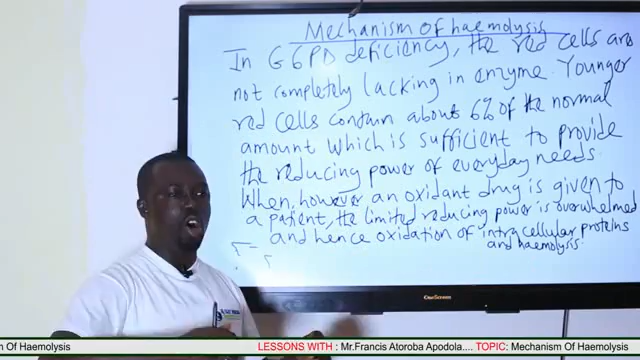 Mechanism of haemolysis
In G6PD deficiency, the red cells are
not completely lacking in enzyme. Younger
red cells contain about 6% of the normal
amount which is sufficient to provide
the reducing power of everyday needs.
When, however an oxidant drug is given to
a patient, the limited reducing power is overwhelmed
and hence oxidation of intracellular proteins
and haemolysis.
OneScreen
m Of Haemolysis LESSONS WITH : Mr.Francis Atoroba Apodola.... TOPIC: Mechanism Of Haemolysis